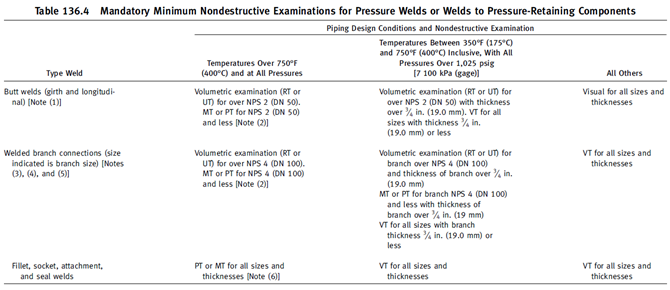 Table 136.4 Mandatory Minimum Nondestructive Examinations for Pressure Welds or Welds to Pressure-Retaining Components
Piping Design Conditions and Nondestructive Examination
Type Weld
Temperatures Over 750°F
(400°C) and at All Pressures
Temperatures Between 350°F (175°C)
and 750°F (400°C) Inclusive, With All
Pressures Over 1,025 psig
[7 100 kPa (gage)]
All Others
Butt welds (girth and longitudi-
nal) [Note (1)]
Volumetric examination (RT or
UT) for over NPS 2 (DN 50).
MT or PT for NPS 2 (DN 50)
and less [Note (2)]
Volumetric examination (RT or UT) for
over NPS 2 (DN 50) with thickness
over 3/4 in. (19.0 mm). VT for all
sizes with thickness 3/4 in.
(19.0 mm) or less
Visual for all sizes and
thicknesses
Welded branch connections (size
indicated is branch size) [Notes
(3), (4), and (5)]
Volumetric examination (RT or
UT) for over NPS 4 (DN 100).
MT or PT for NPS 4 (DN 100)
and less [Note (2)]
Volumetric examination (RT or UT) for
branch over NPS 4 (DN 100)
and thickness of branch over 3/4 in.
(19.0 mm)
MT or PT for branch NPS 4 (DN 100)
and less with thickness of
branch over 3/4 in. (19 mm)
VT for all sizes with branch
thickness 3/4 in. (19.0 mm) or
less
VT for all sizes and
thicknesses
Fillet, socket, attachment,
and seal welds
PT or MT for all sizes and
thicknesses [Note (6)]
VT for all sizes and
thicknesses
VT for all sizes and
thicknesses